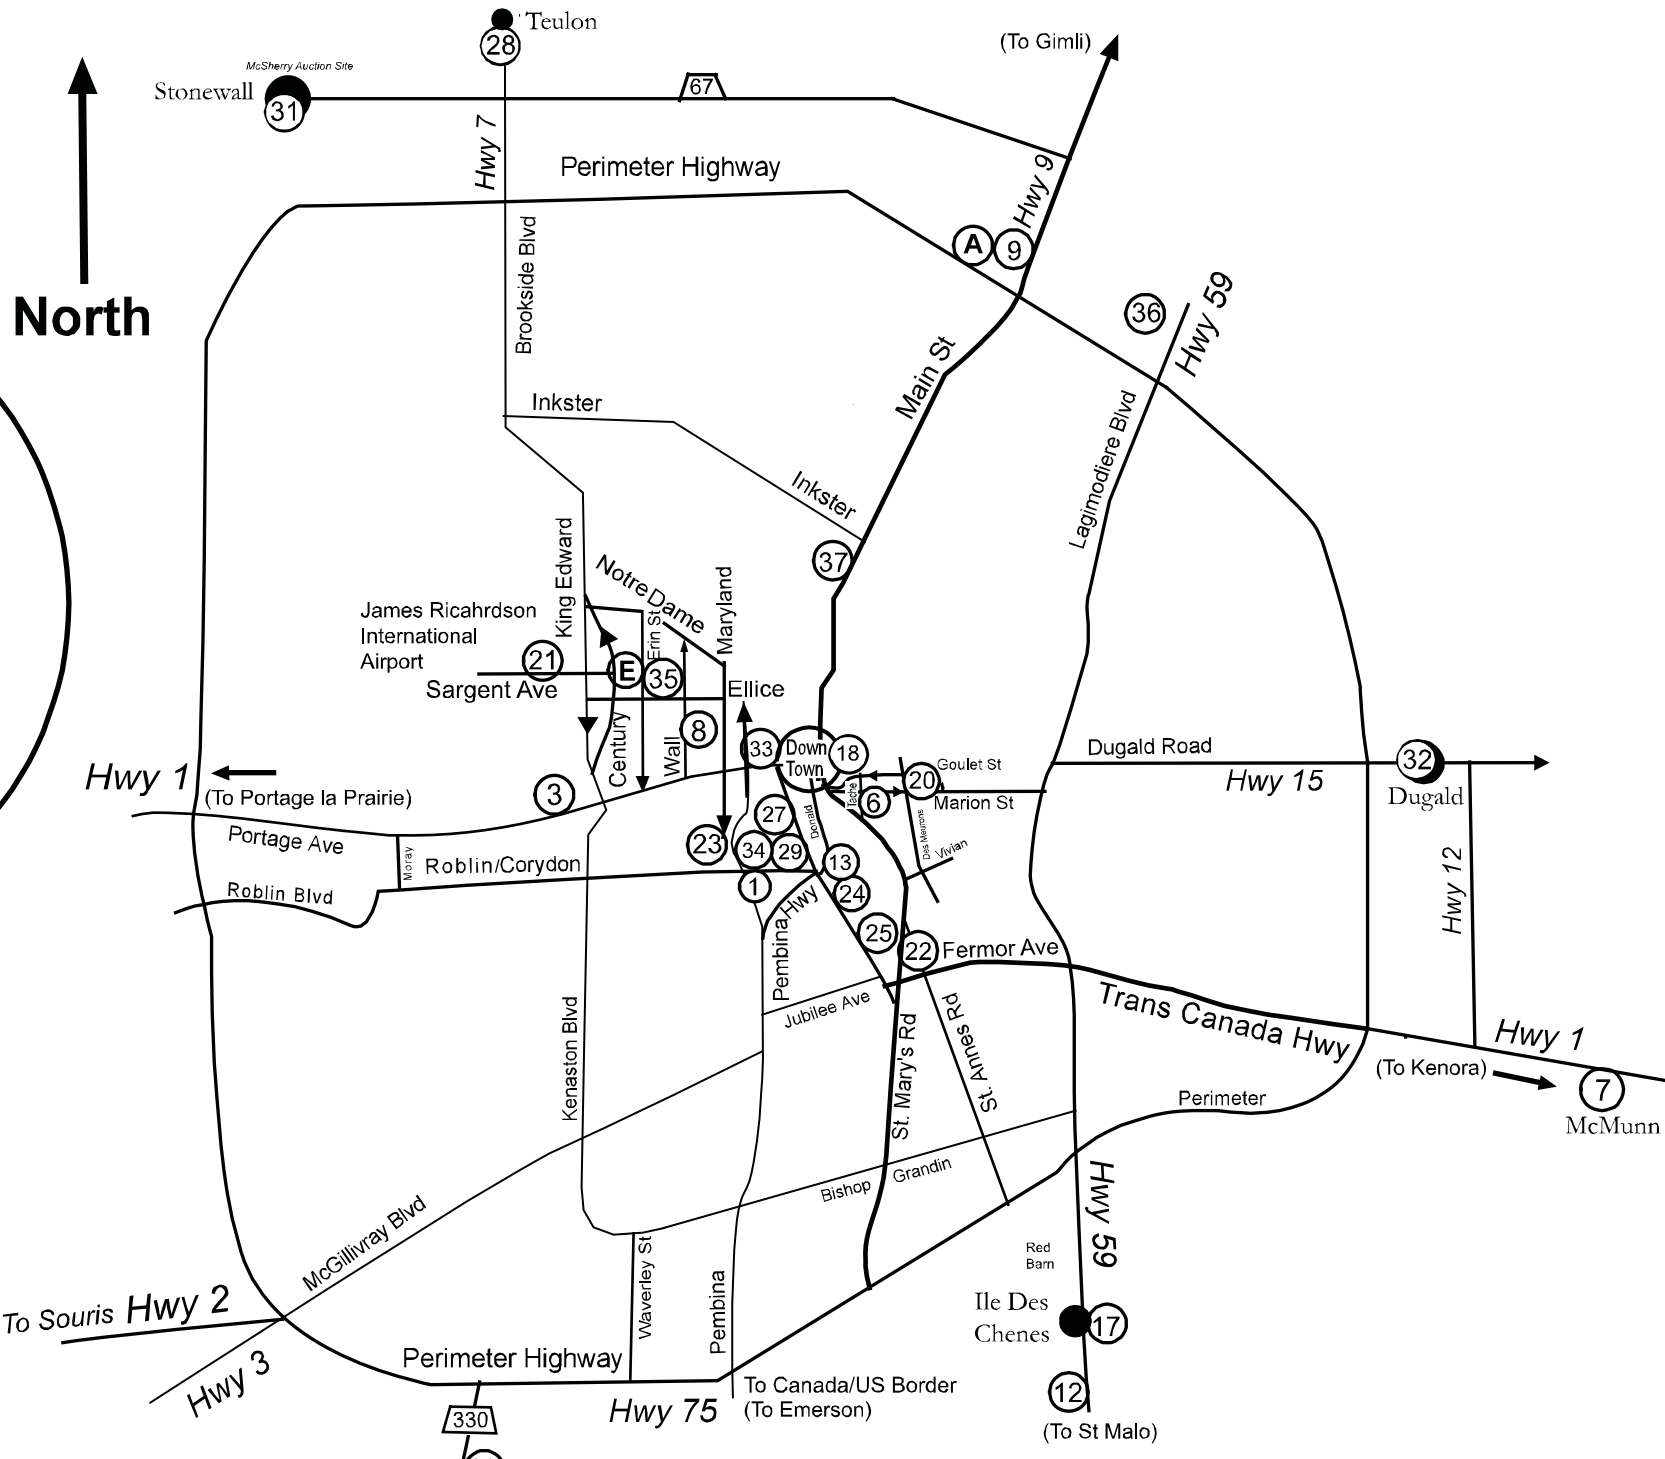 Teulon
28
(To Gimli)
McSherry Auction Site
Stonewall
31
67
Hwy 7
Perimeter Highway
Hwy 9
A
9
North
Brookside Blvd
36
Hwy 59
Main St
Lagimodiere Blvd
Inkster
Inkster
37
King Edward
Notre Dame
Maryland
James Ricahrdson
International
Airport
Erin St
21
E
35
Sargent Ave
Ellice
Century
Wall
8
33
Down
Town
18
Dugald Road
Hwy 15
32
Dugald
Goulet St
20
Marion St
Tache
6
Hwy 1
(To Portage la Prairie)
3
Portage Ave
Moray
Roblin/Corydon
Roblin Blvd
23
27
Donald
34
29
13
1
24
Des Meurons
Vivian
Hwy 12
Pembina Hwy
25
22
Fermor Ave
Jubilee Ave
Kenaston Blvd
St. Mary's Rd
St. Annes Rd
Trans Canada Hwy
Hwy 1
(To Kenora)
7
McMunn
Perimeter
Bishop Grandin
McGillivray Blvd
Hwy 59
Red
Barn
Waverley St
Pembina
To Souris Hwy 2
Ile Des
Chenes
17
Hwy 3
Perimeter Highway
330
Hwy 75
To Canada/US Border
(To Emerson)
12
(To St Malo)